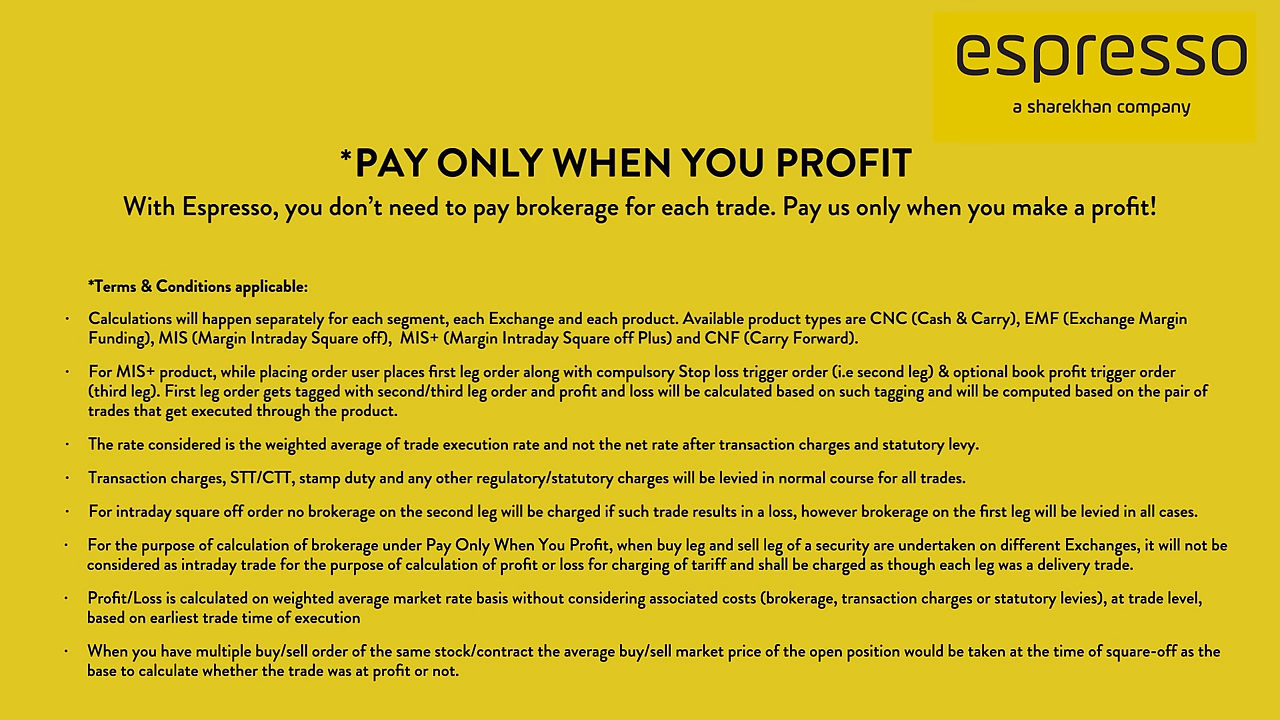 espresso
a sharekhan company
*PAY ONLY WHEN YOU PROFIT
With Espresso, you don't need to pay brokerage for each trade. Pay us only when you make a profit!
*Terms & Conditions applicable:
· Calculations will happen separately for each segment, each Exchange and each product. Available product types are CNC (Cash & Carry), EMF (Exchange Margin
Funding), MIS (Margin Intraday Square off),  MIS+ (Margin Intraday Square off Plus) and CNF (Carry Forward).
· For MIS+ product, while placing order user places first leg order along with compulsory Stop loss trigger order (i.e second leg) & optional book profit trigger order
(third leg). First leg order gets tagged with second/third leg order and profit and loss will be calculated based on such tagging and will be computed based on the pair of
trades that get executed through the product.
· The rate considered is the weighted average of trade execution rate and not the net rate after transaction charges and statutory levy.
· Transaction charges, STT/CTT, stamp duty and any other regulatory/statutory charges will be levied in normal course for all trades.
· For intraday square off order no brokerage on the second leg will be charged if such trade results in a loss, however brokerage on the first leg will be levied in all cases.
· For the purpose of calculation of brokerage under Pay Only When You Profit, when buy leg and sell leg of a security are undertaken on different Exchanges, it will not be
considered as intraday trade for the purpose of calculation of profit or loss for charging of tariff and shall be charged as though each leg was a delivery trade.
· Profit/Loss is calculated on weighted average market rate basis without considering associated costs (brokerage, transaction charges or statutory levies), at trade level,
based on earliest trade time of execution
· When you have multiple buy/sell order of the same stock/contract the average buy/sell market price of the open position would be taken at the time of square-off as the
base to calculate whether the trade was at profit or not.